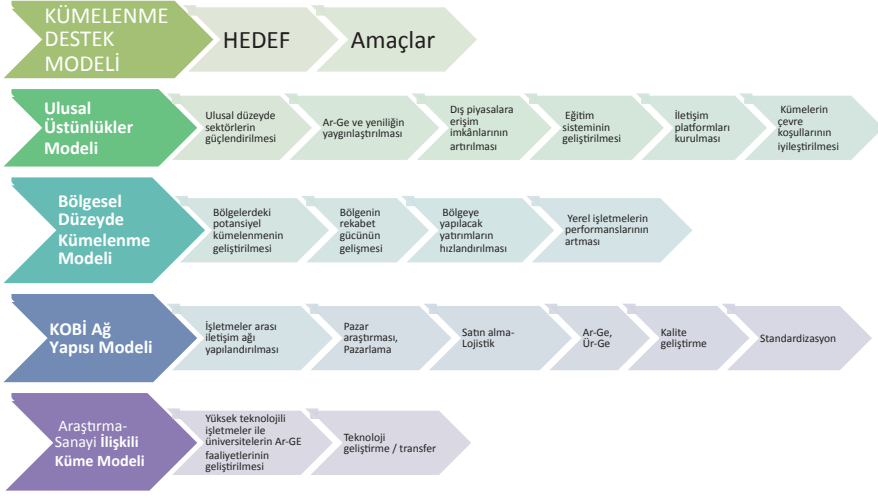 KÜMELENME
DESTEK
MODELİ
HEDEF
Amaçlar
Ulusal
Üstünlükler
Modeli
Ulusal düzeyde
sektörlerin
güçlendirilmesi
Ar-Ge ve yeniliğin
yaygınlaştırılması
Dış piyasalara
erişim
imkânlarının
artırılması
Eğitim
sisteminin
geliştirilmesi
İletişim
platformları
kurulması
Kümelerin
çevre
koşullarının
iyileştirilmesi
Bölgesel
Düzeyde
Kümelenme
Modeli
Bölgelerdeki
potansiyel
kümelenmenin
geliştirilmesi
Bölgenin
rekabet
gücünün
gelişmesi
Bölgeye
yapılacak
yatırımların
hızlandırılması
Yerel işletmelerin
performanslarının
artması
KOBİ Ağ
Yapısı Modeli
İşletmeler arası
iletişim ağı
yapılandırılması
Pazar
araştırması,
Pazarlama
Satın alma-
Lojistik
Ar-Ge,
Ür-Ge
Kalite
geliştirme
Standardizasyon
Araştırma-
Sanayi İlişkili
Küme Modeli
Yüksek teknolojili
işletmeler ile
üniversitelerin Ar-GE
faaliyetlerinin
geliştirilmesi
Teknoloji
geliştirme / transfer